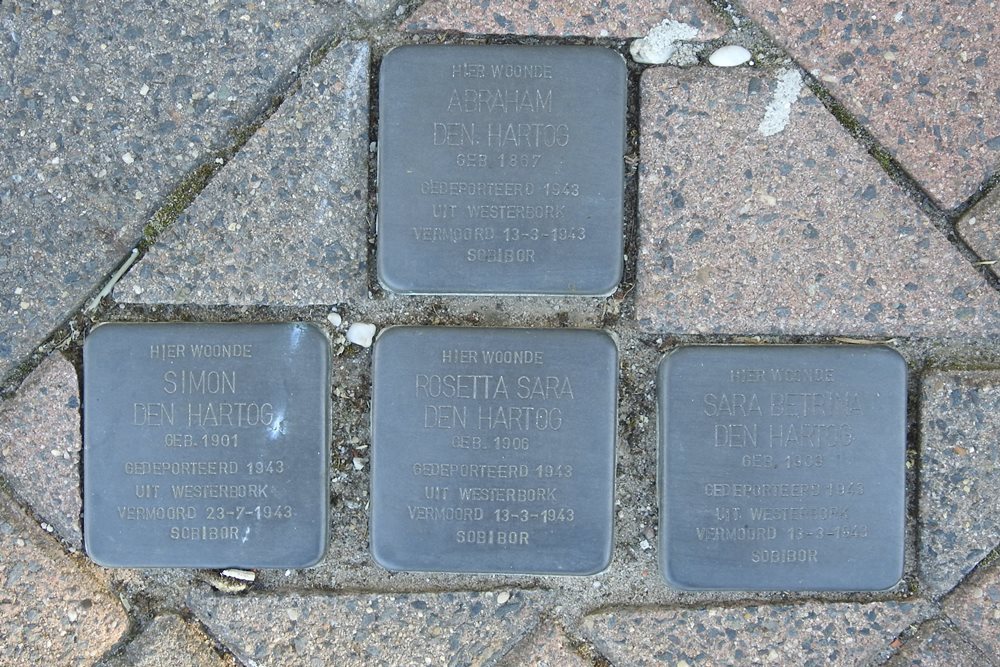 HIER WOONDE
ABRAHAM
DEN HARTOG
GEB 1867
GEDEPORTEERD 1943
UIT WESTERBORK
VERMOORD 13-3-1943
SOBIBOR
HIER WOONDE
SIMON
DEN HARTOG
GEB. 1901
GEDEPORTEERD 1943
UIT WESTERBORK
VERMOORD 23-7-1943
SOBIBOR
HIER WOONDE
ROSETTA SARA
DEN HARTOG
GEB. 1906
GEDEPORTEERD 1943
UIT WESTERBORK
VERMOORD 13-3-1943
SOBIBOR
HIER WOONDE
SARA
DEN HARTOG
GEB.
GEDEPORTEERD 1943
UIT WESTERBORK
VERMOORD 13-3-1943
SOBIBOR